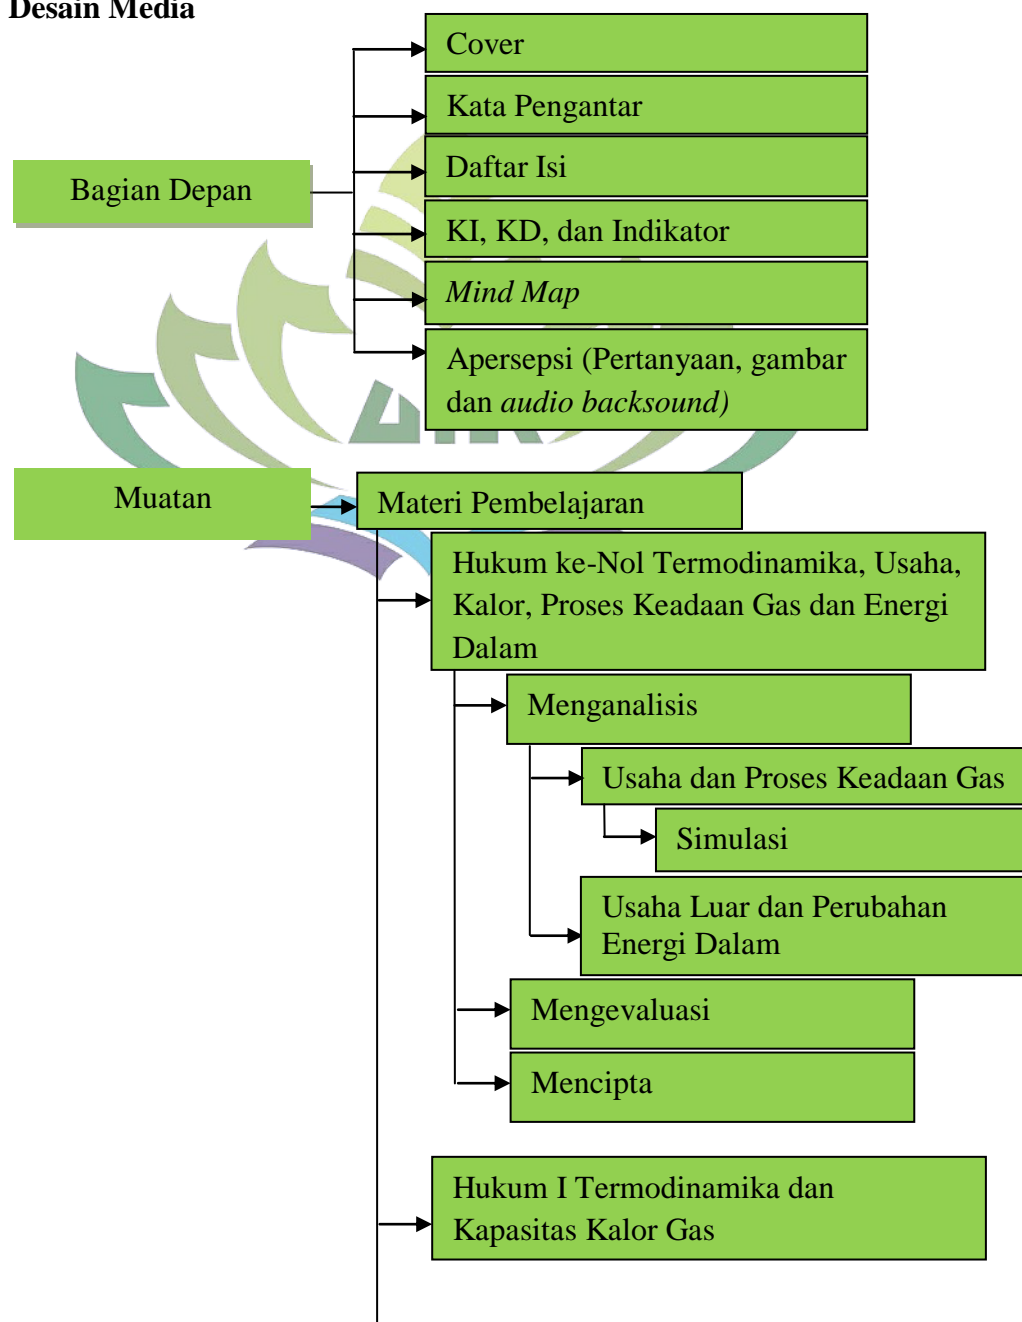 Desain Media
Cover
Kata Pengantar
Daftar Isi
Bagian Depan
KI, KD, dan Indikator
Mind Map
Apersepsi (Pertanyaan, gambar
dan audio backsound)
Muatan
Materi Pembelajaran
Hukum ke-Nol Termodinamika, Usaha,
Kalor, Proses Keadaan Gas dan Energi
Dalam
Menganalisis
Usaha dan Proses Keadaan Gas
Simulasi
Usaha Luar dan Perubahan
Energi Dalam
Mengevaluasi
Mencipta
Hukum I Termodinamika dan
Kapasitas Kalor Gas